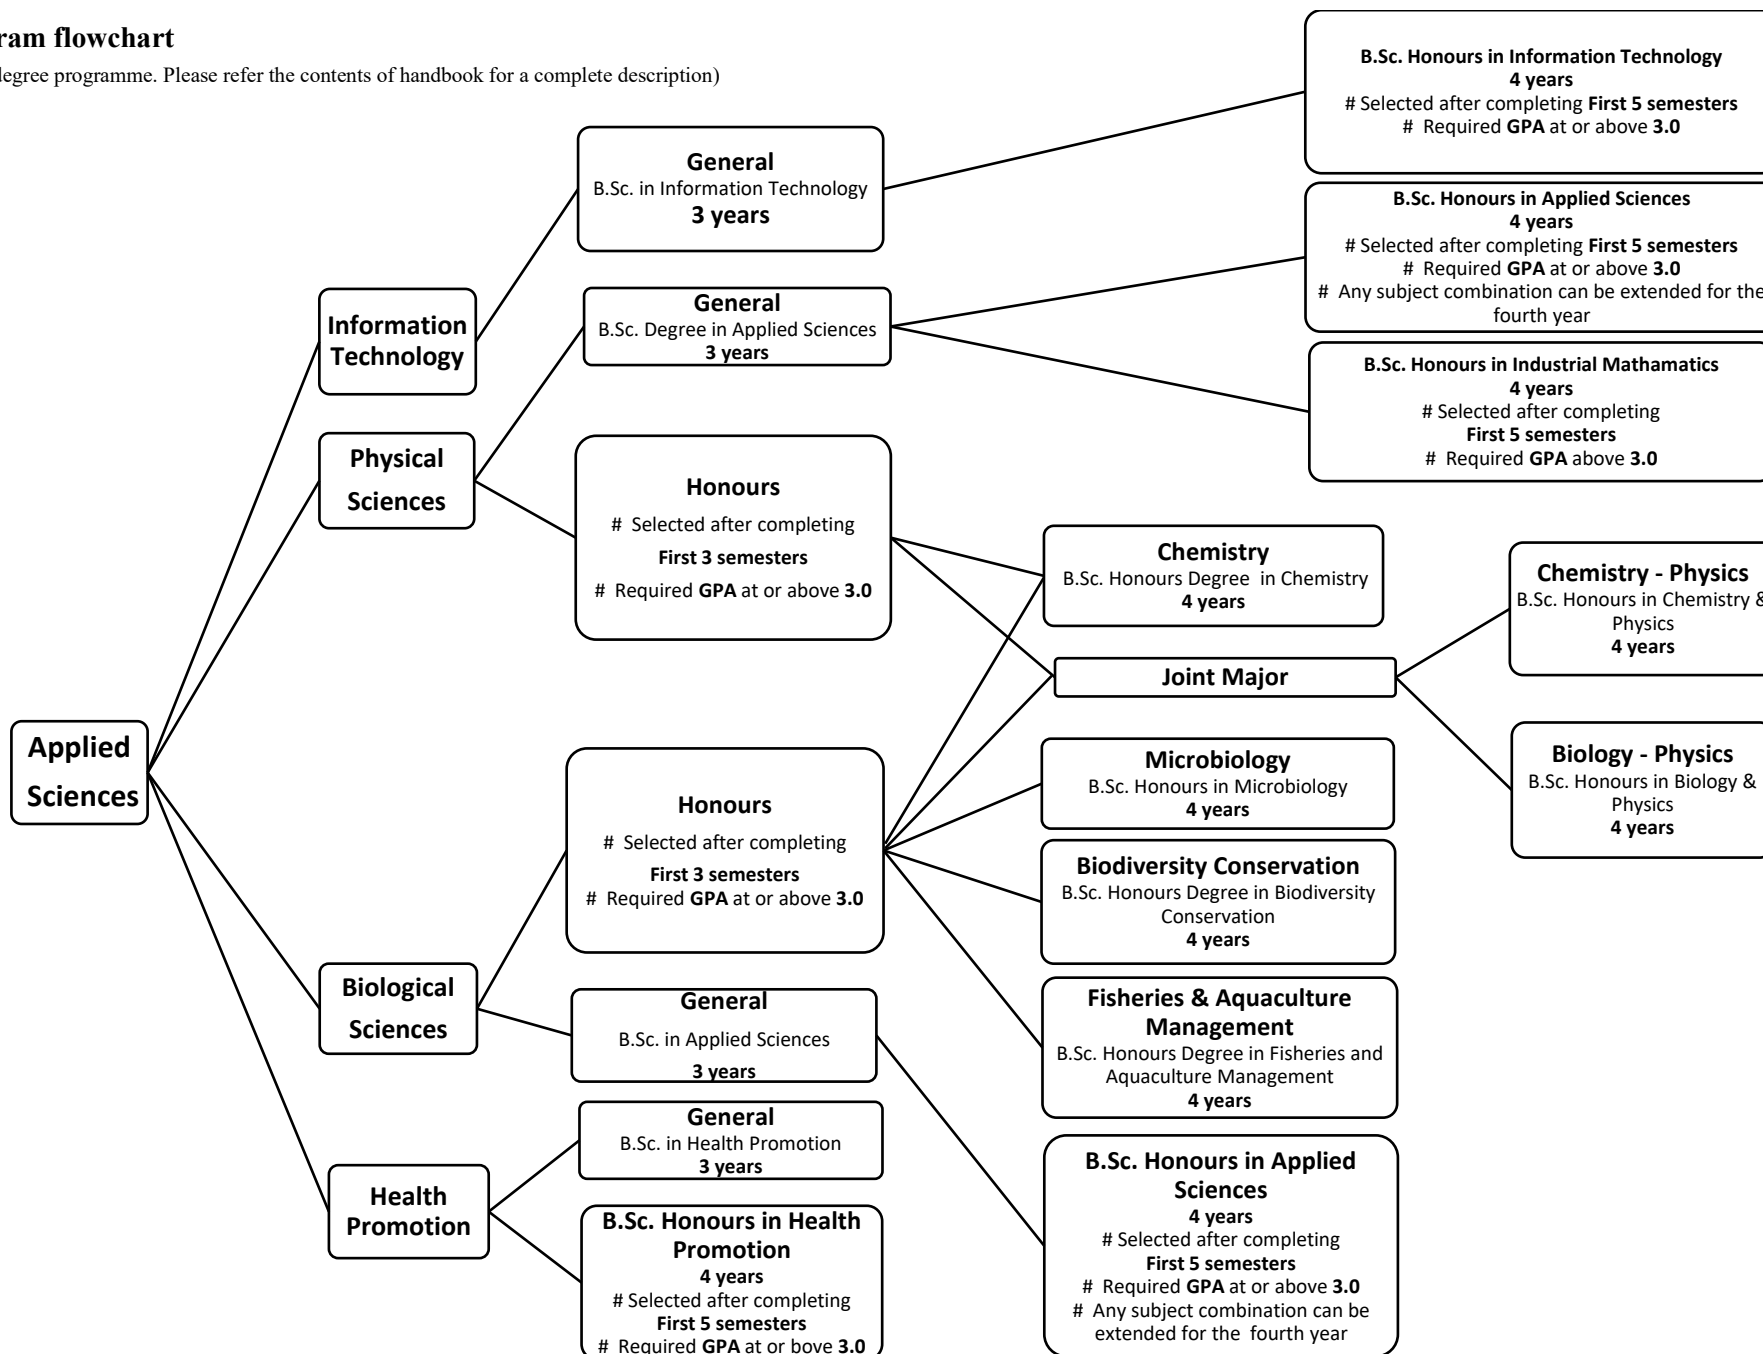 ram flowchart
degree programme. Please refer the contents of handbook for a complete description)
B.Sc. Honours in Information Technology
4 years
# Selected after completing First 5 semesters
# Required GPA at or above 3.0
General
B.Sc. in Information Technology
3 years
B.Sc. Honours in Applied Sciences
4 years
# Selected after completing First 5 semesters
# Required GPA at or above 3.0
# Any subject combination can be extended for the
fourth year
General
B.Sc. Degree in Applied Sciences
3 years
Information
Technology
B.Sc. Honours in Industrial Mathamatics
4 years
# Selected after completing
First 5 semesters
# Required GPA above 3.0
Physical
Sciences
Honours
# Selected after completing
First 3 semesters
# Required GPA at or above 3.0
Chemistry
B.Sc. Honours Degree in Chemistry
4 years
Chemistry - Physics
B.Sc. Honours in Chemistry &
Physics
4 years
Joint Major
Applied
Sciences
Honours
# Selected after completing
First 3 semesters
# Required GPA at or above 3.0
Microbiology
B.Sc. Honours in Microbiology
4 years
Biology - Physics
B.Sc. Honours in Biology &
Physics
4 years
Biodiversity Conservation
B.Sc. Honours Degree in Biodiversity
Conservation
4 years
Biological
Sciences
General
B.Sc. in Applied Sciences
3 years
Fisheries & Aquaculture
Management
B.Sc. Honours Degree in Fisheries and
Aquaculture Management
4 years
General
B.Sc. in Health Promotion
3 years
Health
Promotion
B.Sc. Honours in Health
Promotion
4 years
# Selected after completing
First 5 semesters
# Required GPA at or bove 3.0
B.Sc. Honours in Applied
Sciences
4 years
# Selected after completing
First 5 semesters
# Required GPA at or above 3.0
# Any subject combination can be
extended for the fourth year